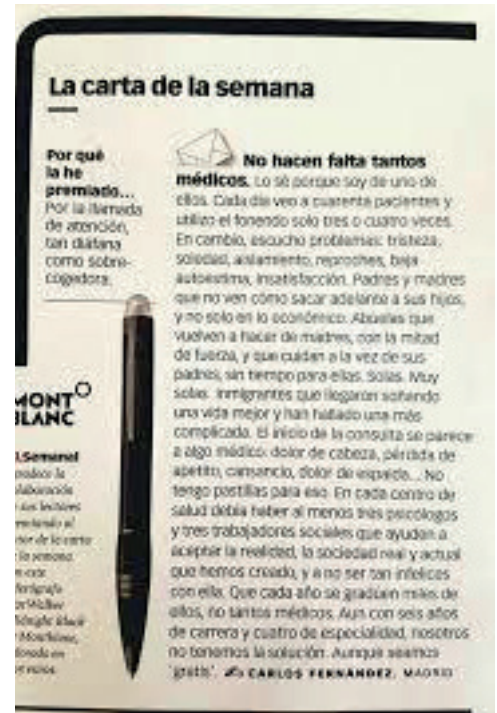 La carta de la semana
Por qué
la he
premiado...
Por la llamada
de atención,
tan diáfana
como sobre-
cogedora.
No hacen falta tantos
médicos. Lo sé porque soy de uno de
ellos. Cada día veo a cuarenta pacientes y
utilizo el fonendo solo tres o cuatro veces.
En cambio, escucho problemas: tristeza,
soledad, aislamiento, reproches, baja
autoestima, insatisfacción. Padres y madres
que no ven cómo sacar adelante a sus hijos,
y no solo en lo económico. Abuelas que
vuelven a hacer de madres, con la mitad
de fuerza, y que cuidan a la vez de sus
padres, sin tiempo para ellas. Solas. Muy
solas. Inmigrantes que llegaron soñando
una vida mejor y han hallado una más
complicada. El inicio de la consulta se parece
a algo médico: dolor de cabeza, pérdida de
apetito, cansancio, dolor de espalda... No
tengo pastillas para eso. En cada centro de
salud debía haber al menos tres psicólogos
y tres trabajadores sociales que ayuden a
aceptar la realidad, la sociedad real y actual
que hemos creado, y a no ser tan infelices
con ella. Que cada año se gradúen miles de
ellos, no tantos médicos. Aun con seis años
de carrera y cuatro de especialidad, nosotros
no tenemos la solución. Aunque seamos
'gratis'. CARLOS FERNÁNDEZ. MADRID
MONT
BLANC
Semanal
la
sus lectores
al
de la carta
la semana